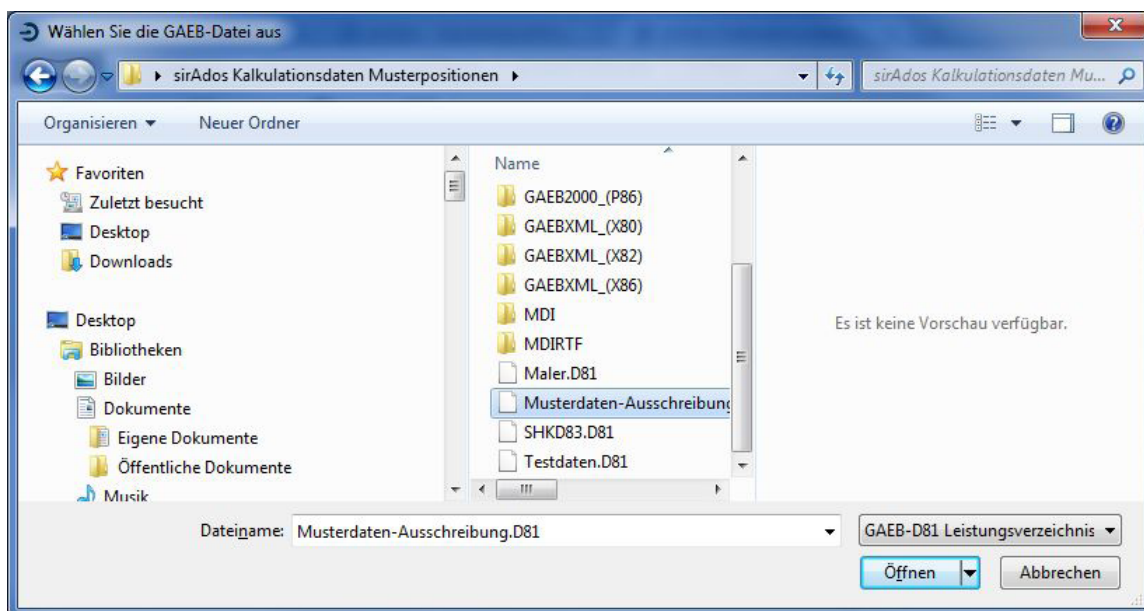 Wählen Sie die GAEB-Datei aus
sirAdos Kalkulationsdaten Musterpositionen
sirAdos Kalkulationsdaten Mu...
Organisieren
Neuer Ordner
Favoriten
Zuletzt besucht
Desktop
Downloads
Desktop
Bibliotheken
Bilder
Dokumente
Eigene Dokumente
Öffentliche Dokumente
Musik
Name
GAEB2000_(P86)
GAEBXML_(X80)
GAEBXML_(X82)
GAEBXML_(X86)
MDI
MDIRTF
Maler.D81
Musterdaten-Ausschreibung
SHKD83.D81
Testdaten.D81
Es ist keine Vorschau verfügbar.
Dateiname: Musterdaten-Ausschreibung.D81
GAEB-D81 Leistungsverzeichnis
Öffnen
Abbrechen